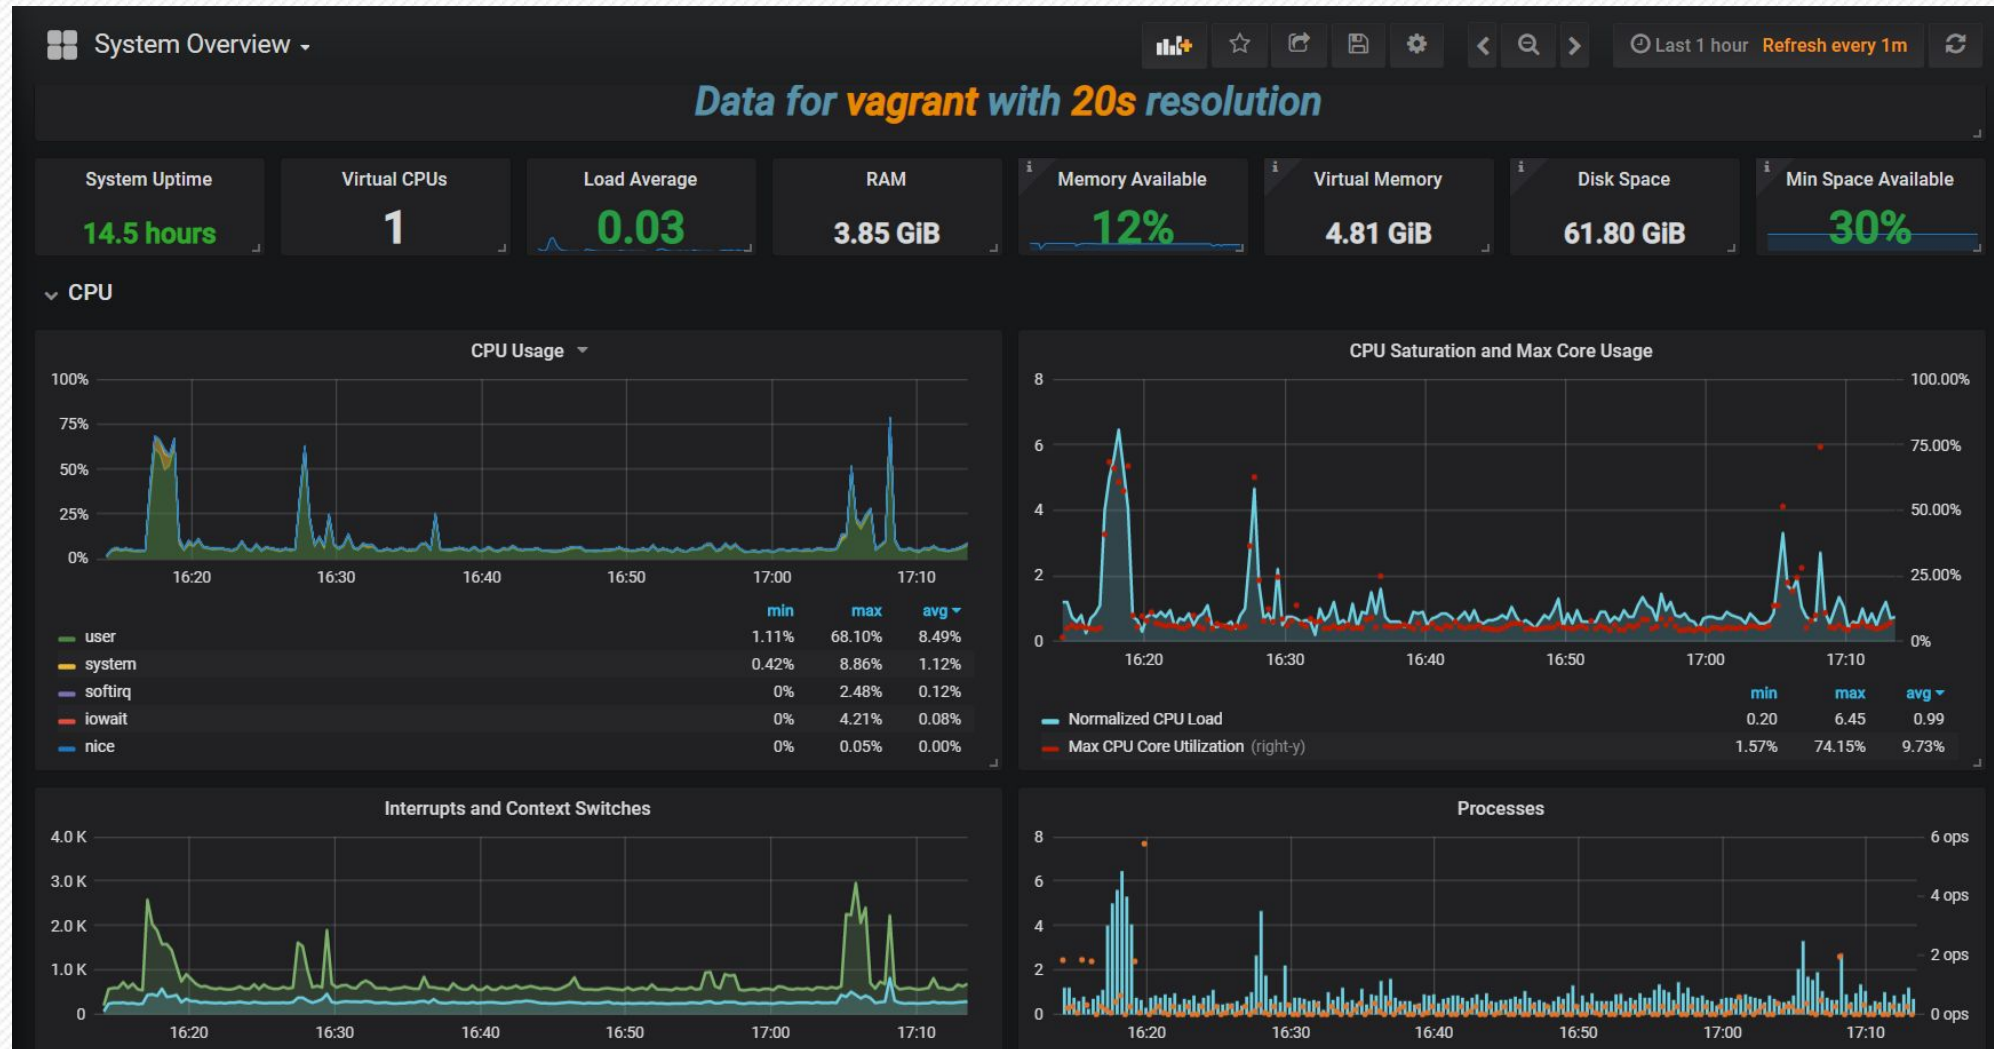 System Overview
Last 1 hour Refresh every 1m
Data for vagrant with 20s resolution
System Uptime
14.5 hours
Virtual CPUs
1
Load Average
0.03
RAM
3.85 GiB
i
Memory Available
12%
i
Virtual Memory
4.81 GiB
i
Disk Space
61.80 GiB
i
Min Space Available
30%
CPU
CPU Usage
100%
75%
50%
25%
0%
16:20 16:30 16:40 16:50 17:00 17:10
min max avg
user 1.11% 68.10% 8.49%
system 0.42% 8.86% 1.12%
softirq 0% 2.48% 0.12%
iowait 0% 4.21% 0.08%
nice 0% 0.05% 0.00%
CPU Saturation and Max Core Usage
8 100.00%
6 75.00%
4 50.00%
2 25.00%
0 0%
16:20 16:30 16:40 16:50 17:00 17:10
min max avg
Normalized CPU Load 0.20 6.45 0.99
Max CPU Core Utilization (right-y) 1.57% 74.15% 9.73%
Interrupts and Context Switches
4.0 K
3.0 K
2.0 K
1.0 K
0
16:20 16:30 16:40 16:50 17:00 17:10
Processes
8 6 ops
6
4 ops
4
2 ops
2
0 0 ops
16:20 16:30 16:40 16:50 17:00 17:10